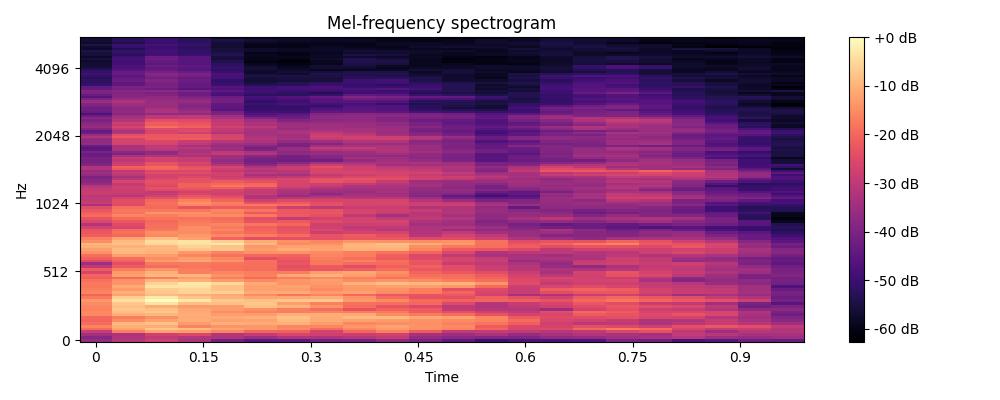 Mel-frequency spectrogram
4096
2048
1024
512
0
Hz
0 0.15 0.3 0.45 0.6 0.75 0.9
Time
+0 dB
-10 dB
-20 dB
-30 dB
-40 dB
-50 dB
-60 dB